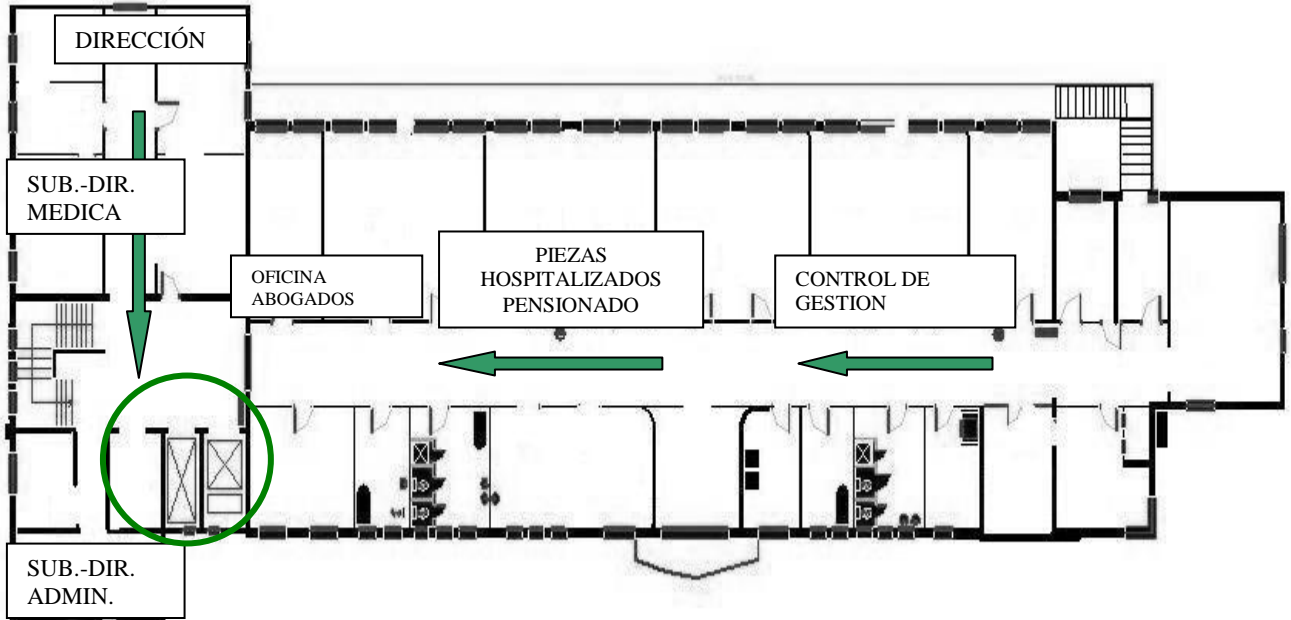 DIRECCIÓN
SUB.-DIR.
MEDICA
OFICINA
ABOGADOS
PIEZAS
HOSPITALIZADOS
PENSIONADO
CONTROL DE
GESTION
SUB.-DIR.
ADMIN.